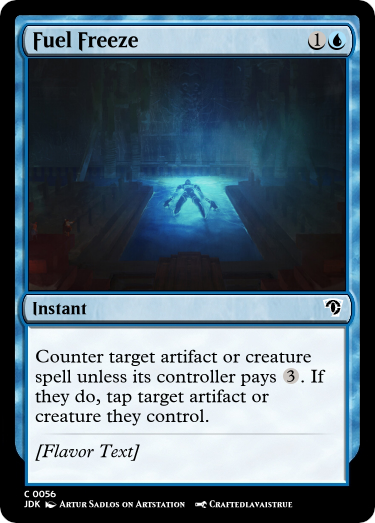 Fuel Freeze
1
Instant
Counter target artifact or creature
spell unless its controller pays 3. If
they do, tap target artifact or
creature they control.
[Flavor Text]
C 0056
JDK Artur Sadlos on Artstation Craftedlavaistrue